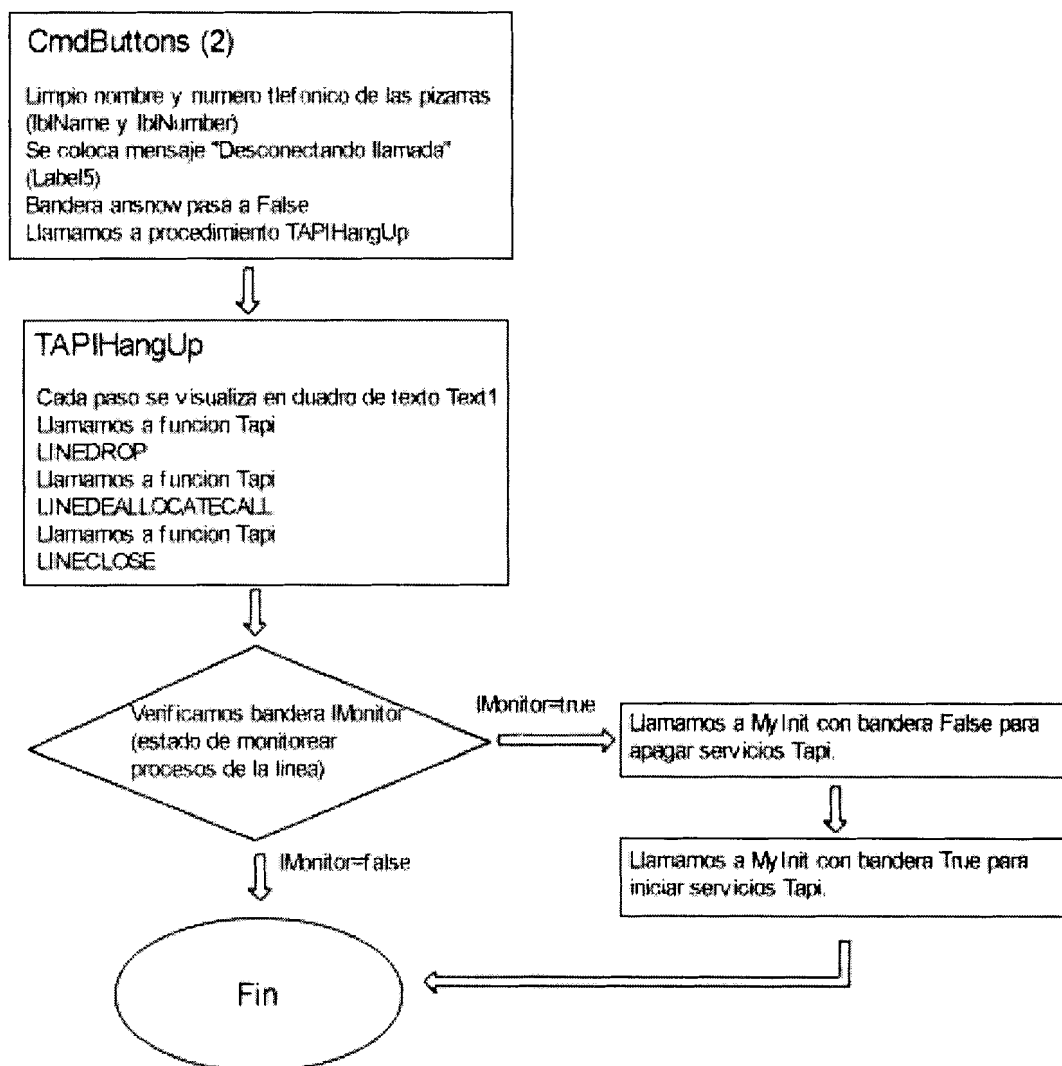 CmdButtons (2)
Limpio nombre y numero tlefonico de las pizarras
(lblName y lblNumber)
Se coloca mensaje "Desconectando llamada"
(Label5)
Bandera ansnow pasa a False
Llamamos a procedimiento TAPIHangUp
TAPIHangUp
Cada paso se visualiza en duadro de texto Text1
Llamamos a funcion Tapi
LINEDROP
Llamamos a funcion Tapi
LINEDEALLOCATECALL
Llamamos a funcion Tapi
LINECLOSE
Verificamos bandera lMonitor
(estado de monitorear
procesos de la linea)
lMonitor=true
Llamamos a MyInit con bandera False para
apagar servicios Tapi.
Llamamos a MyInit con bandera True para
iniciar servicios Tapi.
lMonitor=false
Fin